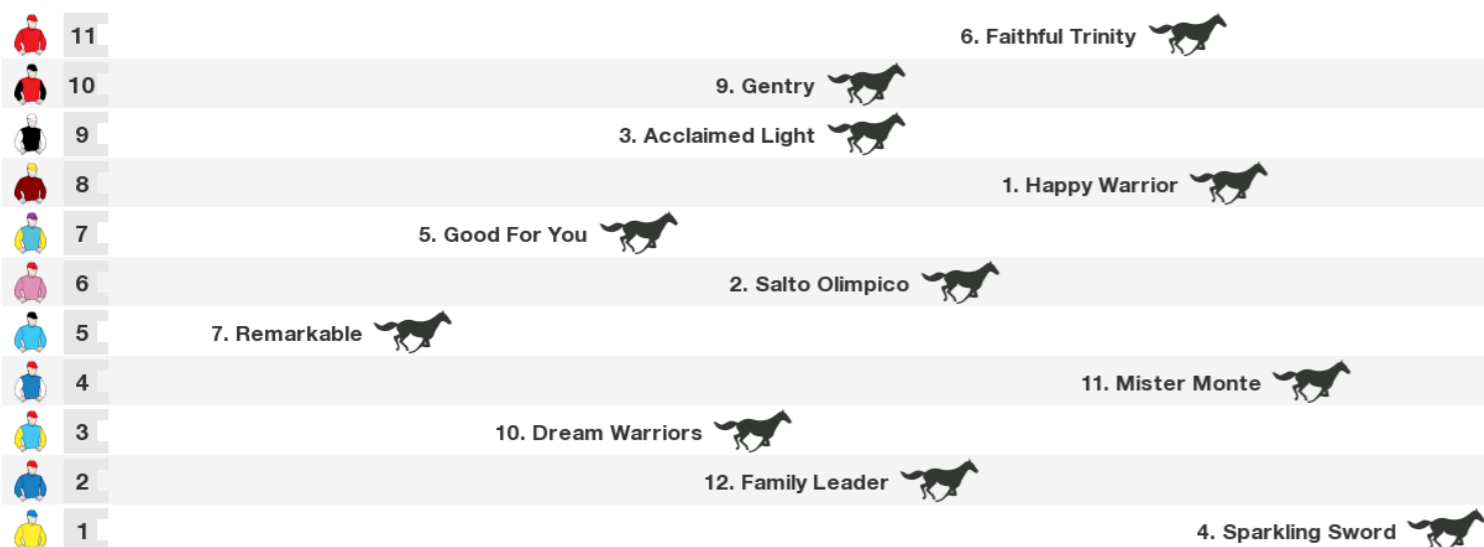 11 6. Faithful Trinity
10 9. Gentry
9 3. Acclaimed Light
8 1. Happy Warrior
7 5. Good For You
6 2. Salto Olimpico
5 7. Remarkable
4 11. Mister Monte
3 10. Dream Warriors
2 12. Family Leader
1 4. Sparkling Sword